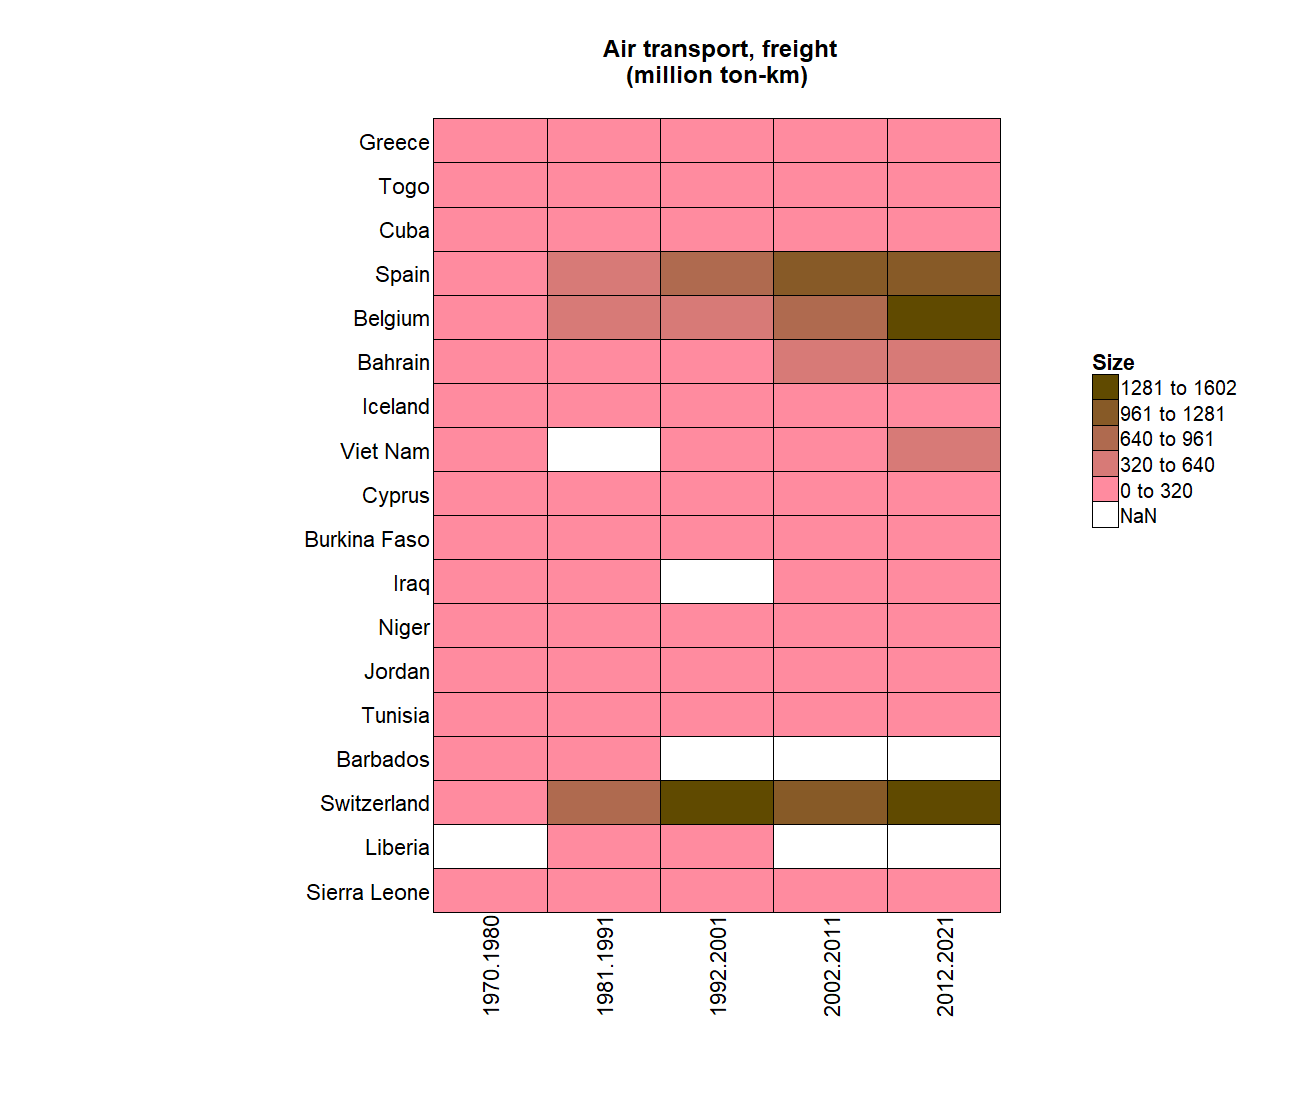 Air transport, freight
(million ton-km)
Greece
Togo
Cuba
Spain
Belgium
Bahrain
Iceland
Viet Nam
Cyprus
Burkina Faso
Iraq
Niger
Jordan
Tunisia
Barbados
Switzerland
Liberia
Sierra Leone
1970.1980
1981.1991
1992.2001
2002.2011
2012.2021
Size
1281 to 1602
961 to 1281
640 to 961
320 to 640
0 to 320
NaN